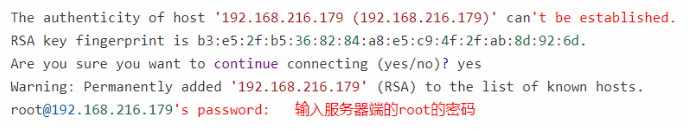 The authenticity of host '192.168.216.179 (192.168.216.179)' can't be established.
RSA key fingerprint is b3:e5:2f:b5:36:82:84:a8:e5:c9:4f:2f:ab:8d:92:6d.
Are you sure you want to continue connecting (yes/no)? yes
Warning: Permanently added '192.168.216.179' (RSA) to the list of known hosts.
root@192.168.216.179's password: 输入服务器端的root的密码